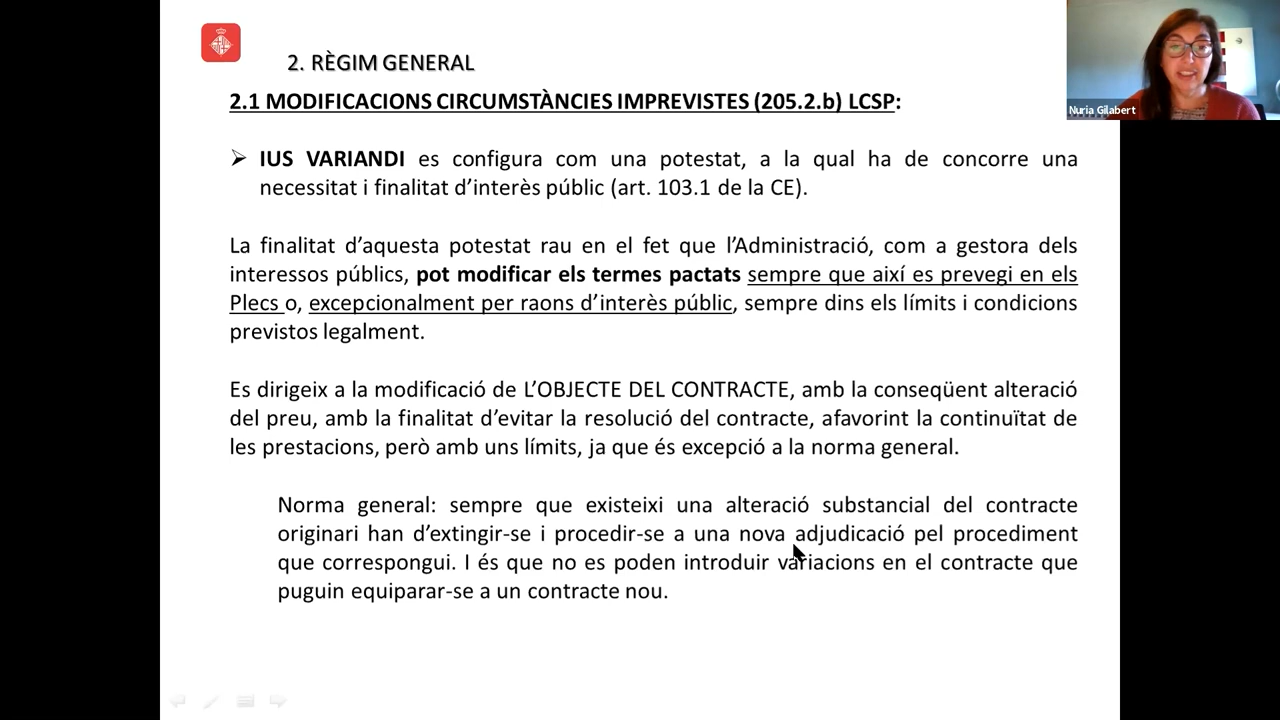 2. RÈGIM GENERAL
2.1 MODIFICACIONS CIRCUMSTÀNCIES IMPREVISTES (205.2.b) LCSP:
Nuria Gilabert
➢ IUS VARIANDI es configura com una potestat, a la qual ha de concorre una
necessitat i finalitat d’interès públic (art. 103.1 de la CE).
La finalitat d’aquesta potestat rau en el fet que l’Administració, com a gestora dels
interessos públics, pot modificar els termes pactats sempre que així es prevegi en els
Plecs o, excepcionalment per raons d’interès públic, sempre dins els límits i condicions
previstos legalment.
Es dirigeix a la modificació de L’OBJECTE DEL CONTRACTE, amb la conseqüent alteració
del preu, amb la finalitat d’evitar la resolució del contracte, afavorint la continuïtat de
les prestacions, però amb uns límits, ja que és excepció a la norma general.
Norma general: sempre que existeixi una alteració substancial del contracte
originari han d’extingir-se i procedir-se a una nova adjudicació pel procediment
que correspongui. I és que no es poden introduir variacions en el contracte que
puguin equiparar-se a un contracte nou.